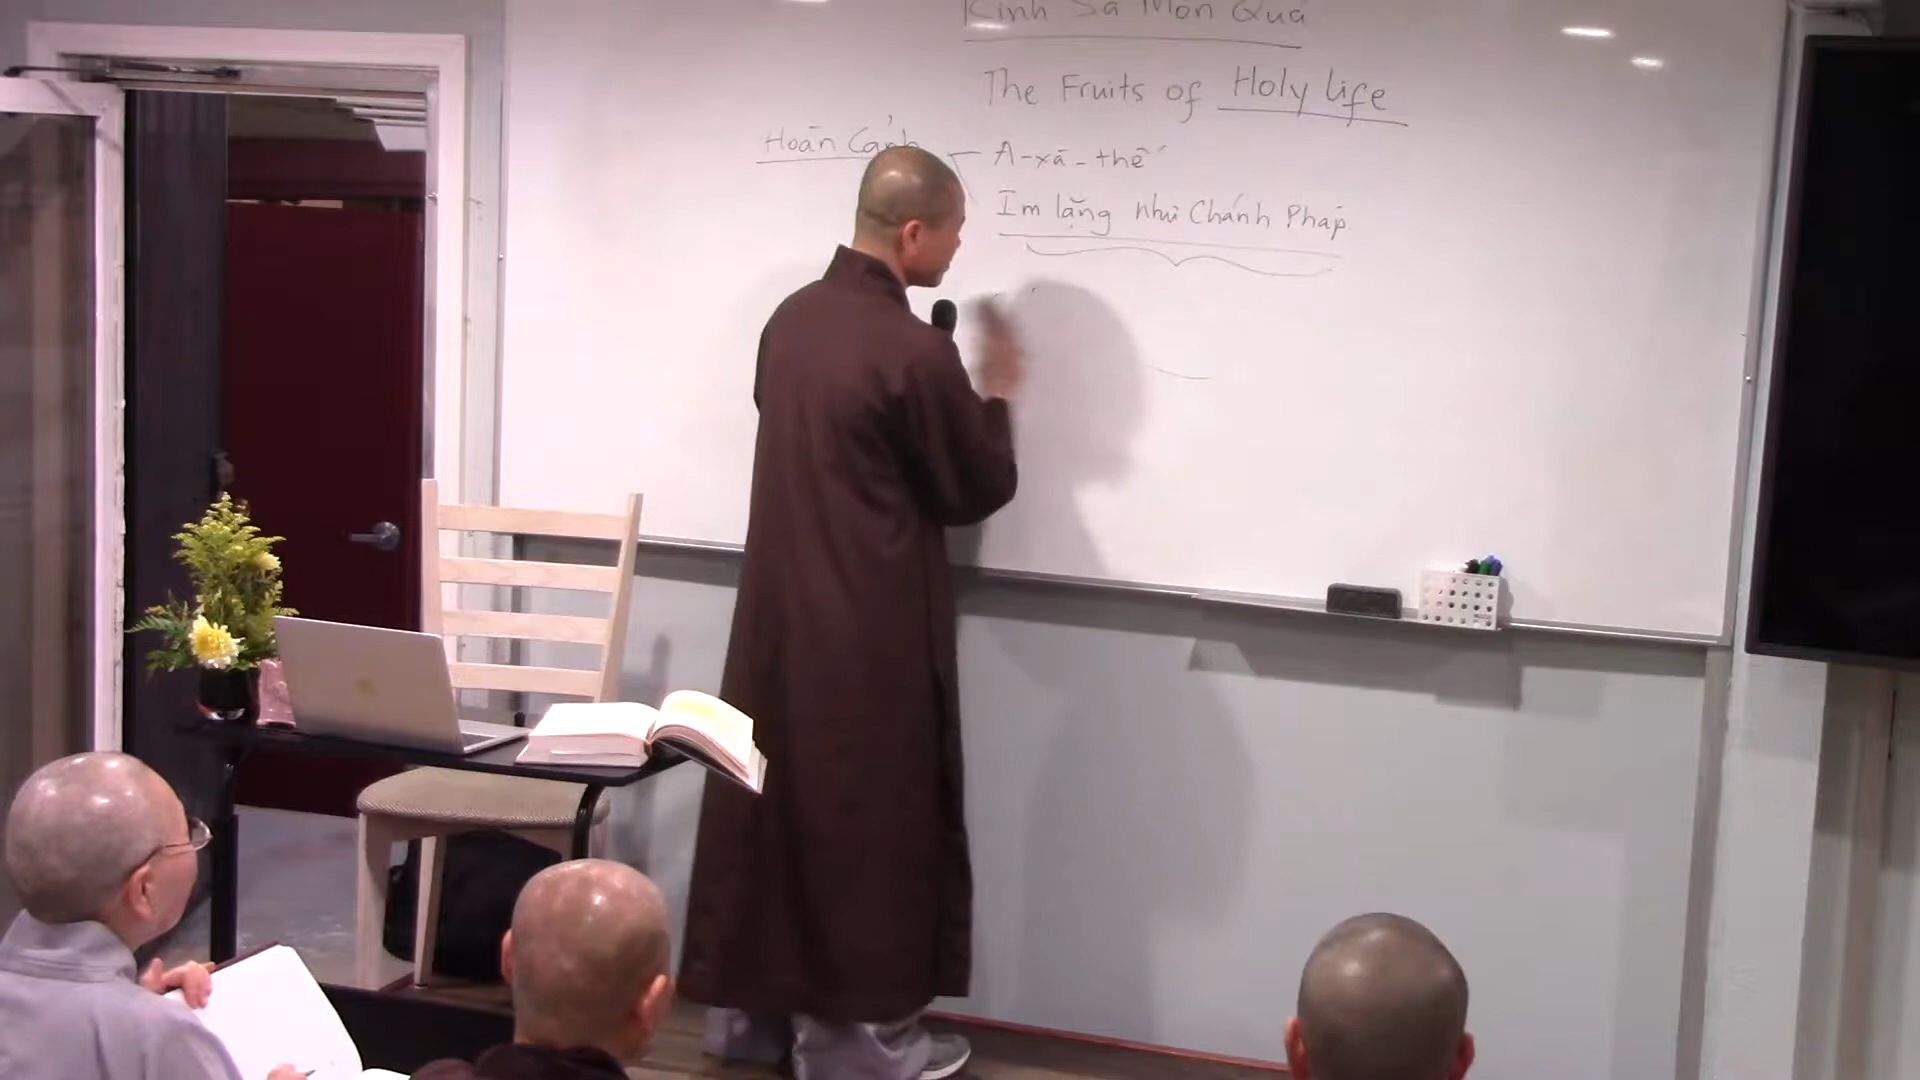 Kinh Sa Môn Quả
The Fruits of Holy life
Hoàn Cảnh
A-xà-thế
Im lặng như Chánh Pháp